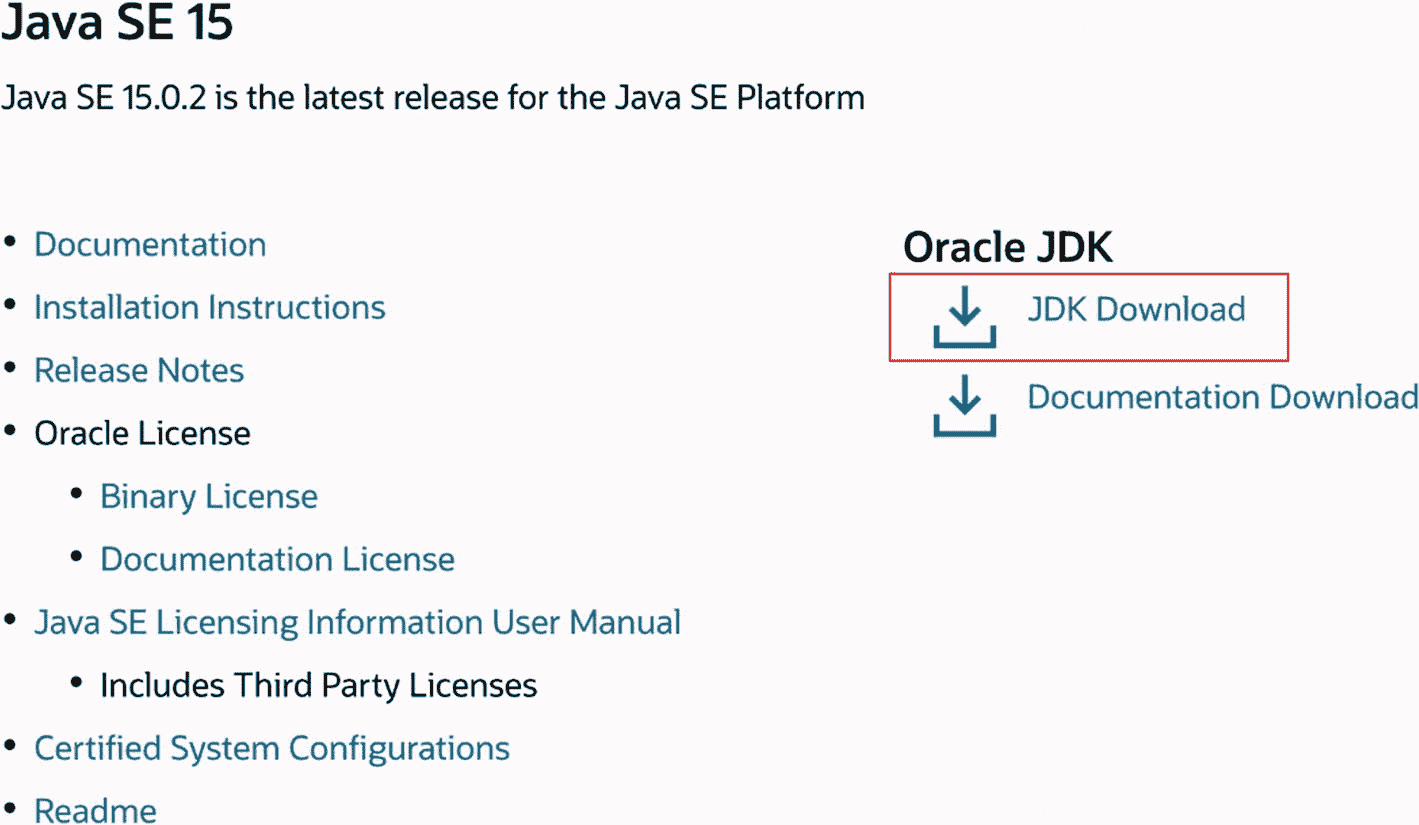 Java SE 15
Java SE 15.0.2 is the latest release for the Java SE Platform
• Documentation
• Installation Instructions
• Release Notes
• Oracle License
• Binary License
• Documentation License
• Java SE Licensing Information User Manual
• Includes Third Party Licenses
• Certified System Configurations
• Readme
Oracle JDK
JDK Download
Documentation Download